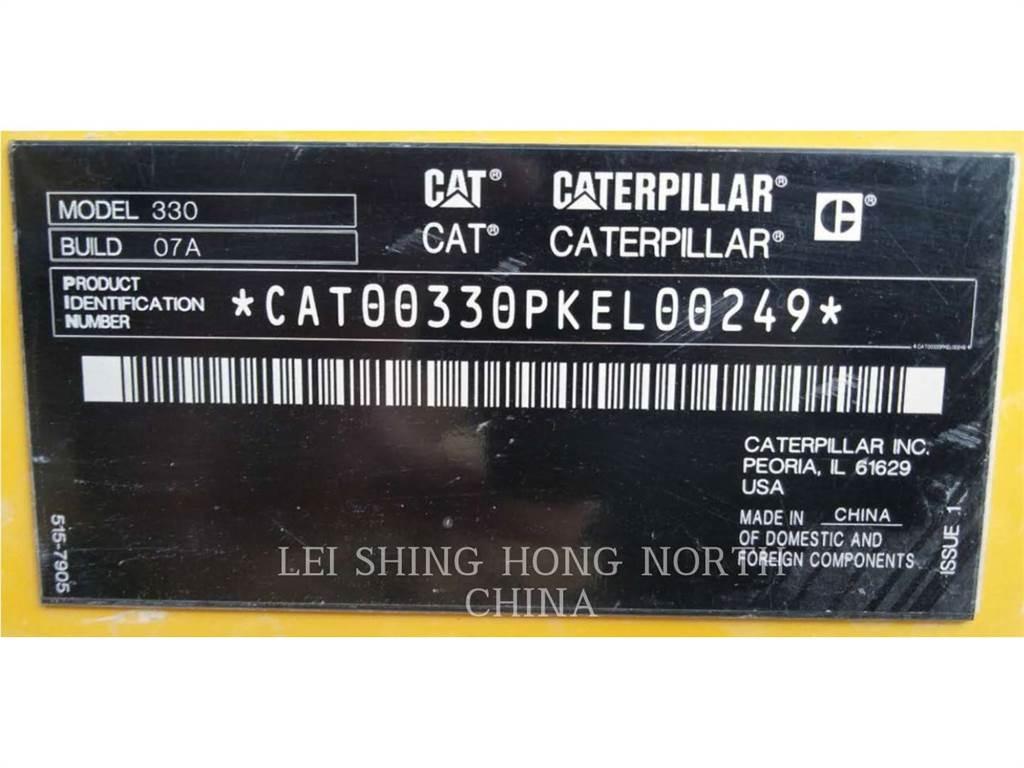 MODEL 330
BUILD 07A
CAT® CATERPILLAR® ®
CAT® CATERPILLAR®
PRODUCT
IDENTIFICATION
NUMBER
*CAT00330PKEL00249*
*CAT00330PKEL00249*
CATERPILLAR INC.
PEORIA, IL 61629
USA
MADE IN CHINA
OF DOMESTIC AND
FOREIGN COMPONENTS
515-7905
ISSUE 1
LEI SHING HONG NORTH
CHINA